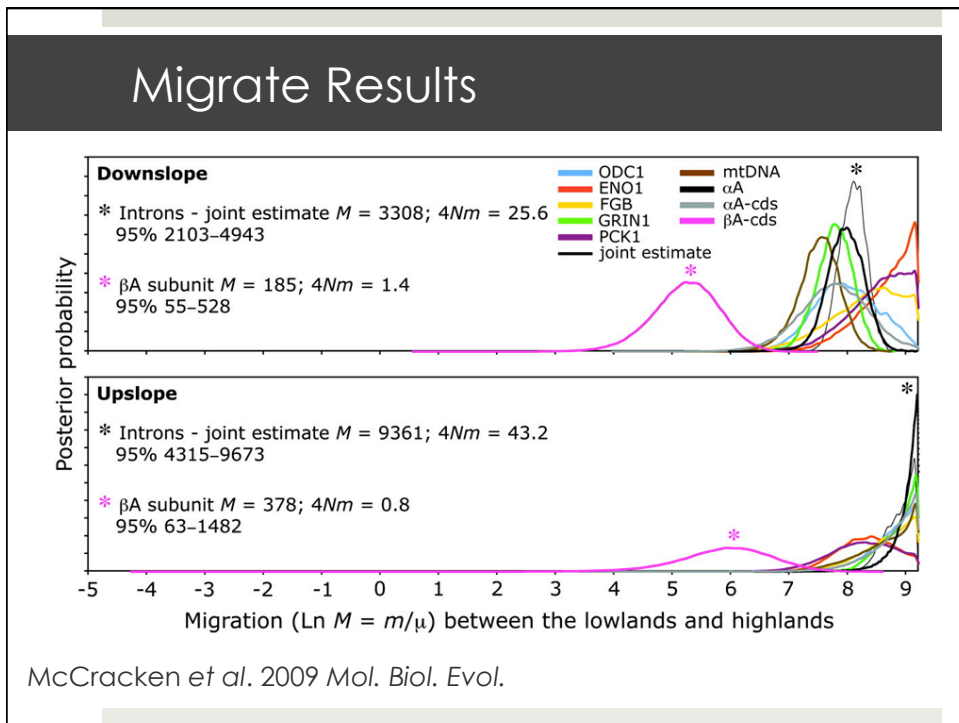 Migrate Results
Downslope
* Introns - joint estimate M = 3308; 4Nm = 25.6
95% 2103–4943
* βA subunit M = 185; 4Nm = 1.4
95% 55–528
ODC1
ENO1
FGB
GRIN1
PCK1
joint estimate
mtDNA
αA
αA-cds
βA-cds
*
*
Posterior probability
Upslope
* Introns - joint estimate M = 9361; 4Nm = 43.2
95% 4315–9673
* βA subunit M = 378; 4Nm = 0.8
95% 63–1482
*
*
-5 -4 -3 -2 -1 0 1 2 3 4 5 6 7 8 9
Migration (Ln M = m/μ) between the lowlands and highlands
McCracken et al. 2009 Mol. Biol. Evol.